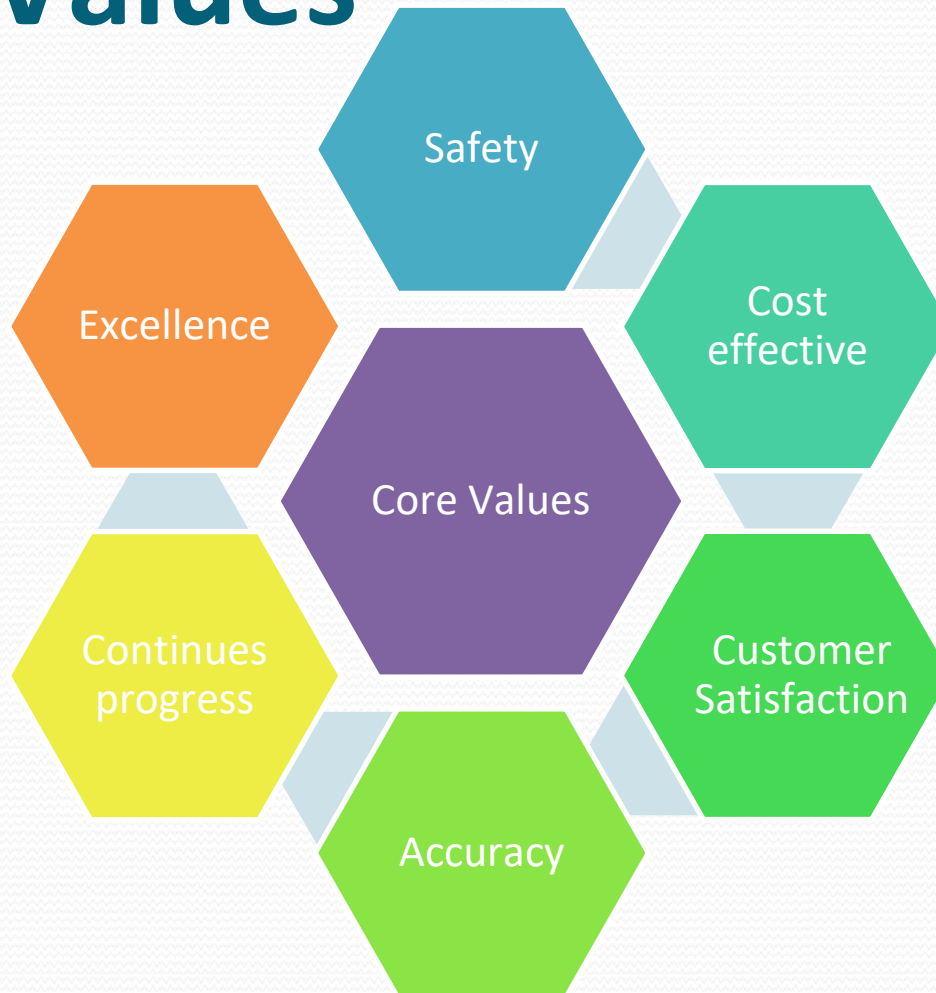 Values
Safety
Cost
effective
Customer
Satisfaction
Accuracy
Continues
progress
Excellence
Core Values